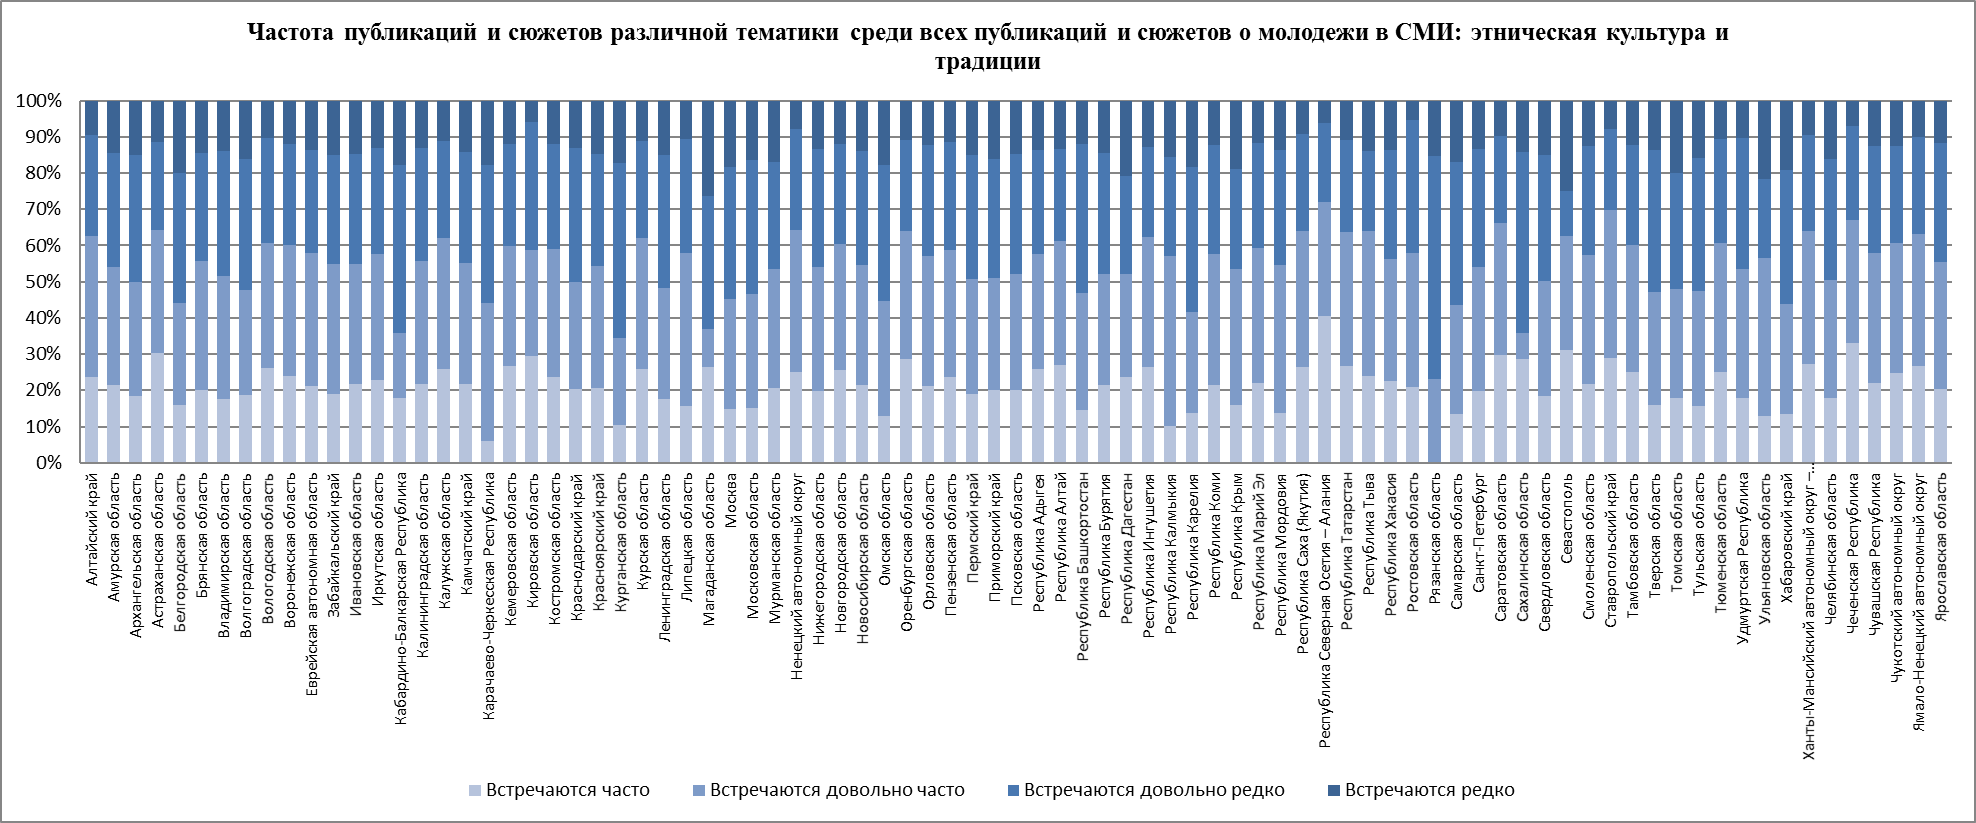 Частота публикаций и сюжетов различной тематики среди всех публикаций и сюжетов о молодежи в СМИ: этническая культура и
традиции
100%
90%
80%
70%
60%
50%
40%
30%
20%
10%
0%
Алтайский край
Амурская область
Архангельская область
Астраханская область
Белгородская область
Брянская область
Владимирская область
Волгоградская область
Вологодская область
Воронежская область
Еврейская автономная область
Забайкальский край
Ивановская область
Иркутская область
Кабардино-Балкарская Республика
Калининградская область
Калужская область
Камчатский край
Карачаево-Черкесская Республика
Кемеровская область
Кировская область
Костромская область
Краснодарский край
Красноярский край
Курганская область
Курская область
Ленинградская область
Липецкая область
Магаданская область
Москва
Московская область
Мурманская область
Ненецкий автономный округ
Нижегородская область
Новгородская область
Новосибирская область
Омская область
Оренбургская область
Орловская область
Пензенская область
Пермский край
Приморский край
Псковская область
Республика Адыгея
Республика Алтай
Республика Башкортостан
Республика Бурятия
Республика Дагестан
Республика Ингушетия
Республика Калмыкия
Республика Карелия
Республика Коми
Республика Крым
Республика Марий Эл
Республика Мордовия
Республика Саха (Якутия)
Республика Северная Осетия – Алания
Республика Татарстан
Республика Тыва
Республика Хакасия
Ростовская область
Рязанская область
Самарская область
Санкт-Петербург
Саратовская область
Сахалинская область
Свердловская область
Севастополь
Смоленская область
Ставропольский край
Тамбовская область
Тверская область
Томская область
Тульская область
Тюменская область
Удмуртская Республика
Ульяновская область
Хабаровский край
Ханты-Мансийский автономный округ –...
Челябинская область
Чеченская Республика
Чувашская Республика
Чукотский автономный округ
Ямало-Ненецкий автономный округ
Ярославская область
Встречаются часто
Встречаются довольно часто
Встречаются довольно редко
Встречаются редко